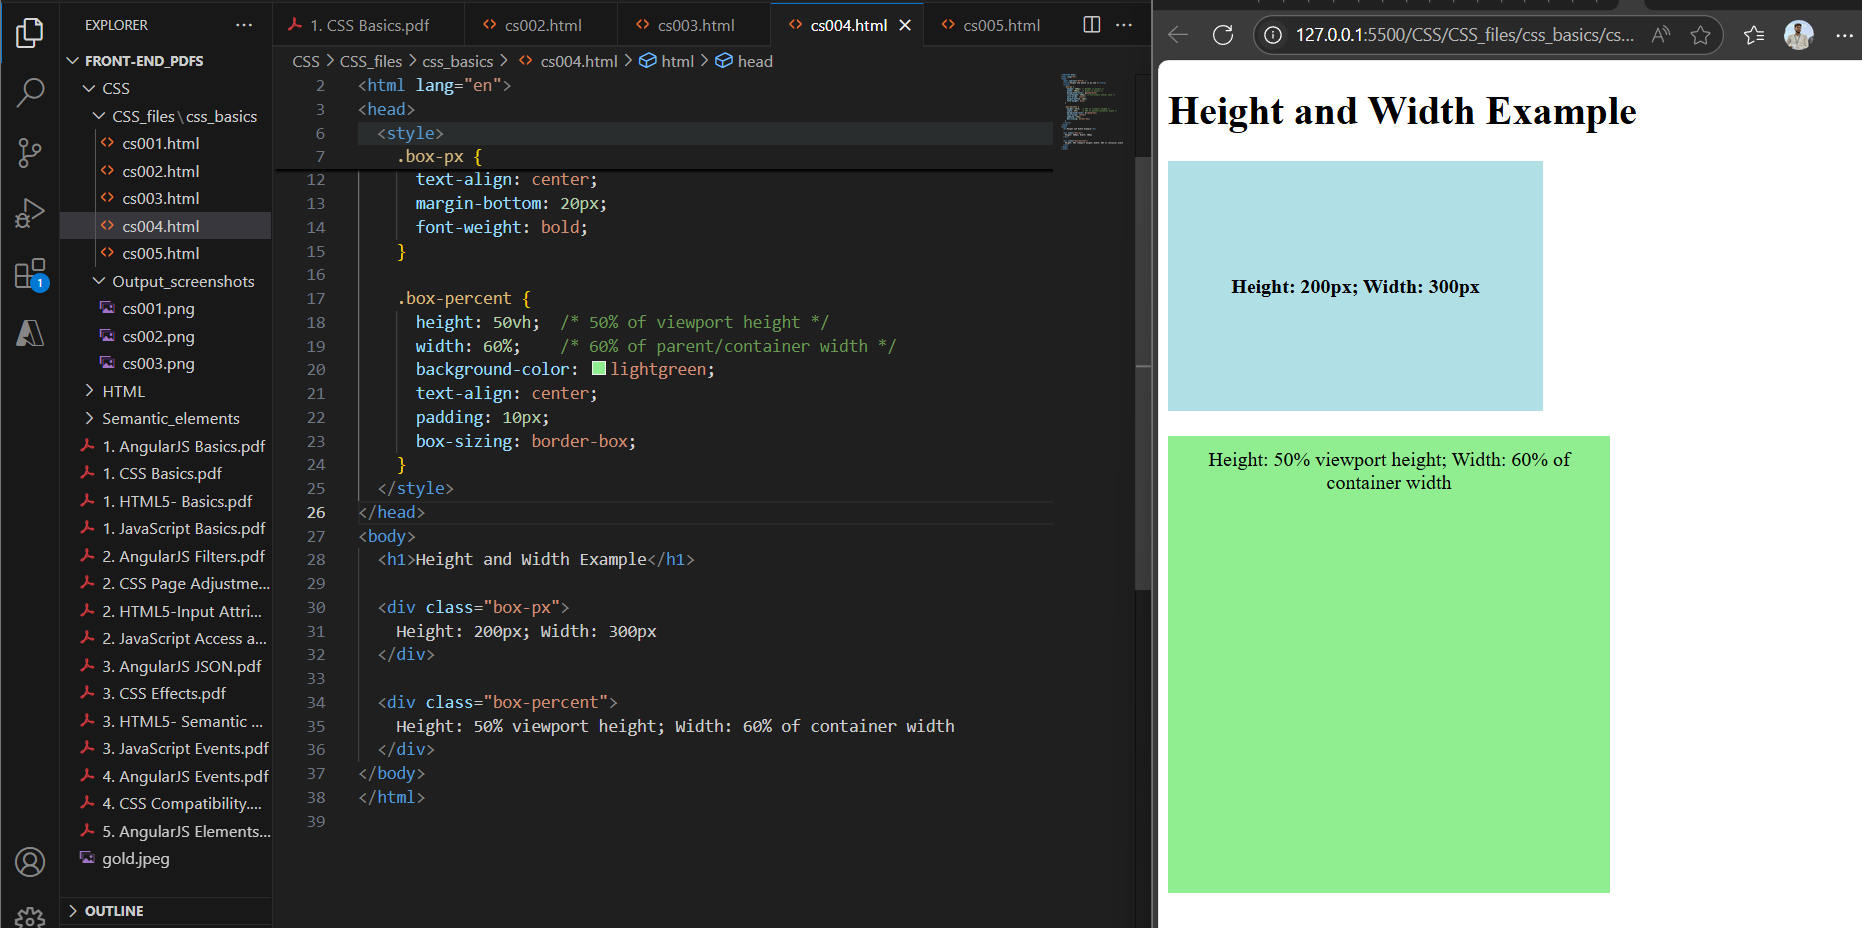 EXPLORER
FRONT-END_PDFS
CSS
CSS_files\css_basics
cs001.html
cs002.html
cs003.html
cs004.html
cs005.html
Output_screenshots
cs001.png
cs002.png
cs003.png
HTML
Semantic_elements
1. AngularJS Basics.pdf
1. CSS Basics.pdf
1. HTML5- Basics.pdf
1. JavaScript Basics.pdf
2. AngularJS Filters.pdf
2. CSS Page Adjustme...
2. HTML5-Input Attri...
2. JavaScript Access a...
3. AngularJS JSON.pdf
3. CSS Effects.pdf
3. HTML5- Semantic ...
3. JavaScript Events.pdf
4. AngularJS Events.pdf
4. CSS Compatibility....
5. AngularJS Elements...
gold.jpeg
OUTLINE
1
1. CSS Basics.pdf
cs002.html
cs003.html
cs004.html
cs005.html
CSS > CSS_files > css_basics > cs004.html > html > head
2 <html lang="en">
3 <head>
6 <style>
7 .box-px {
12 text-align: center;
13 margin-bottom: 20px;
14 font-weight: bold;
15 }
16
17 .box-percent {
18 height: 50vh; /* 50% of viewport height */
19 width: 60%; /* 60% of parent/container width */
20 background-color: lightgreen;
21 text-align: center;
22 padding: 10px;
23 box-sizing: border-box;
24 }
25 </style>
26 </head>
27 <body>
28 <h1>Height and Width Example</h1>
29
30 <div class="box-px">
31 Height: 200px; Width: 300px
32 </div>
33
34 <div class="box-percent">
35 Height: 50% viewport height; Width: 60% of container width
36 </div>
37 </body>
38 </html>
39
127.0.0.1:5500/CSS/CSS_files/css_basics/cs...
Height and Width Example
Height: 200px; Width: 300px
Height: 50% viewport height; Width: 60% of
container width